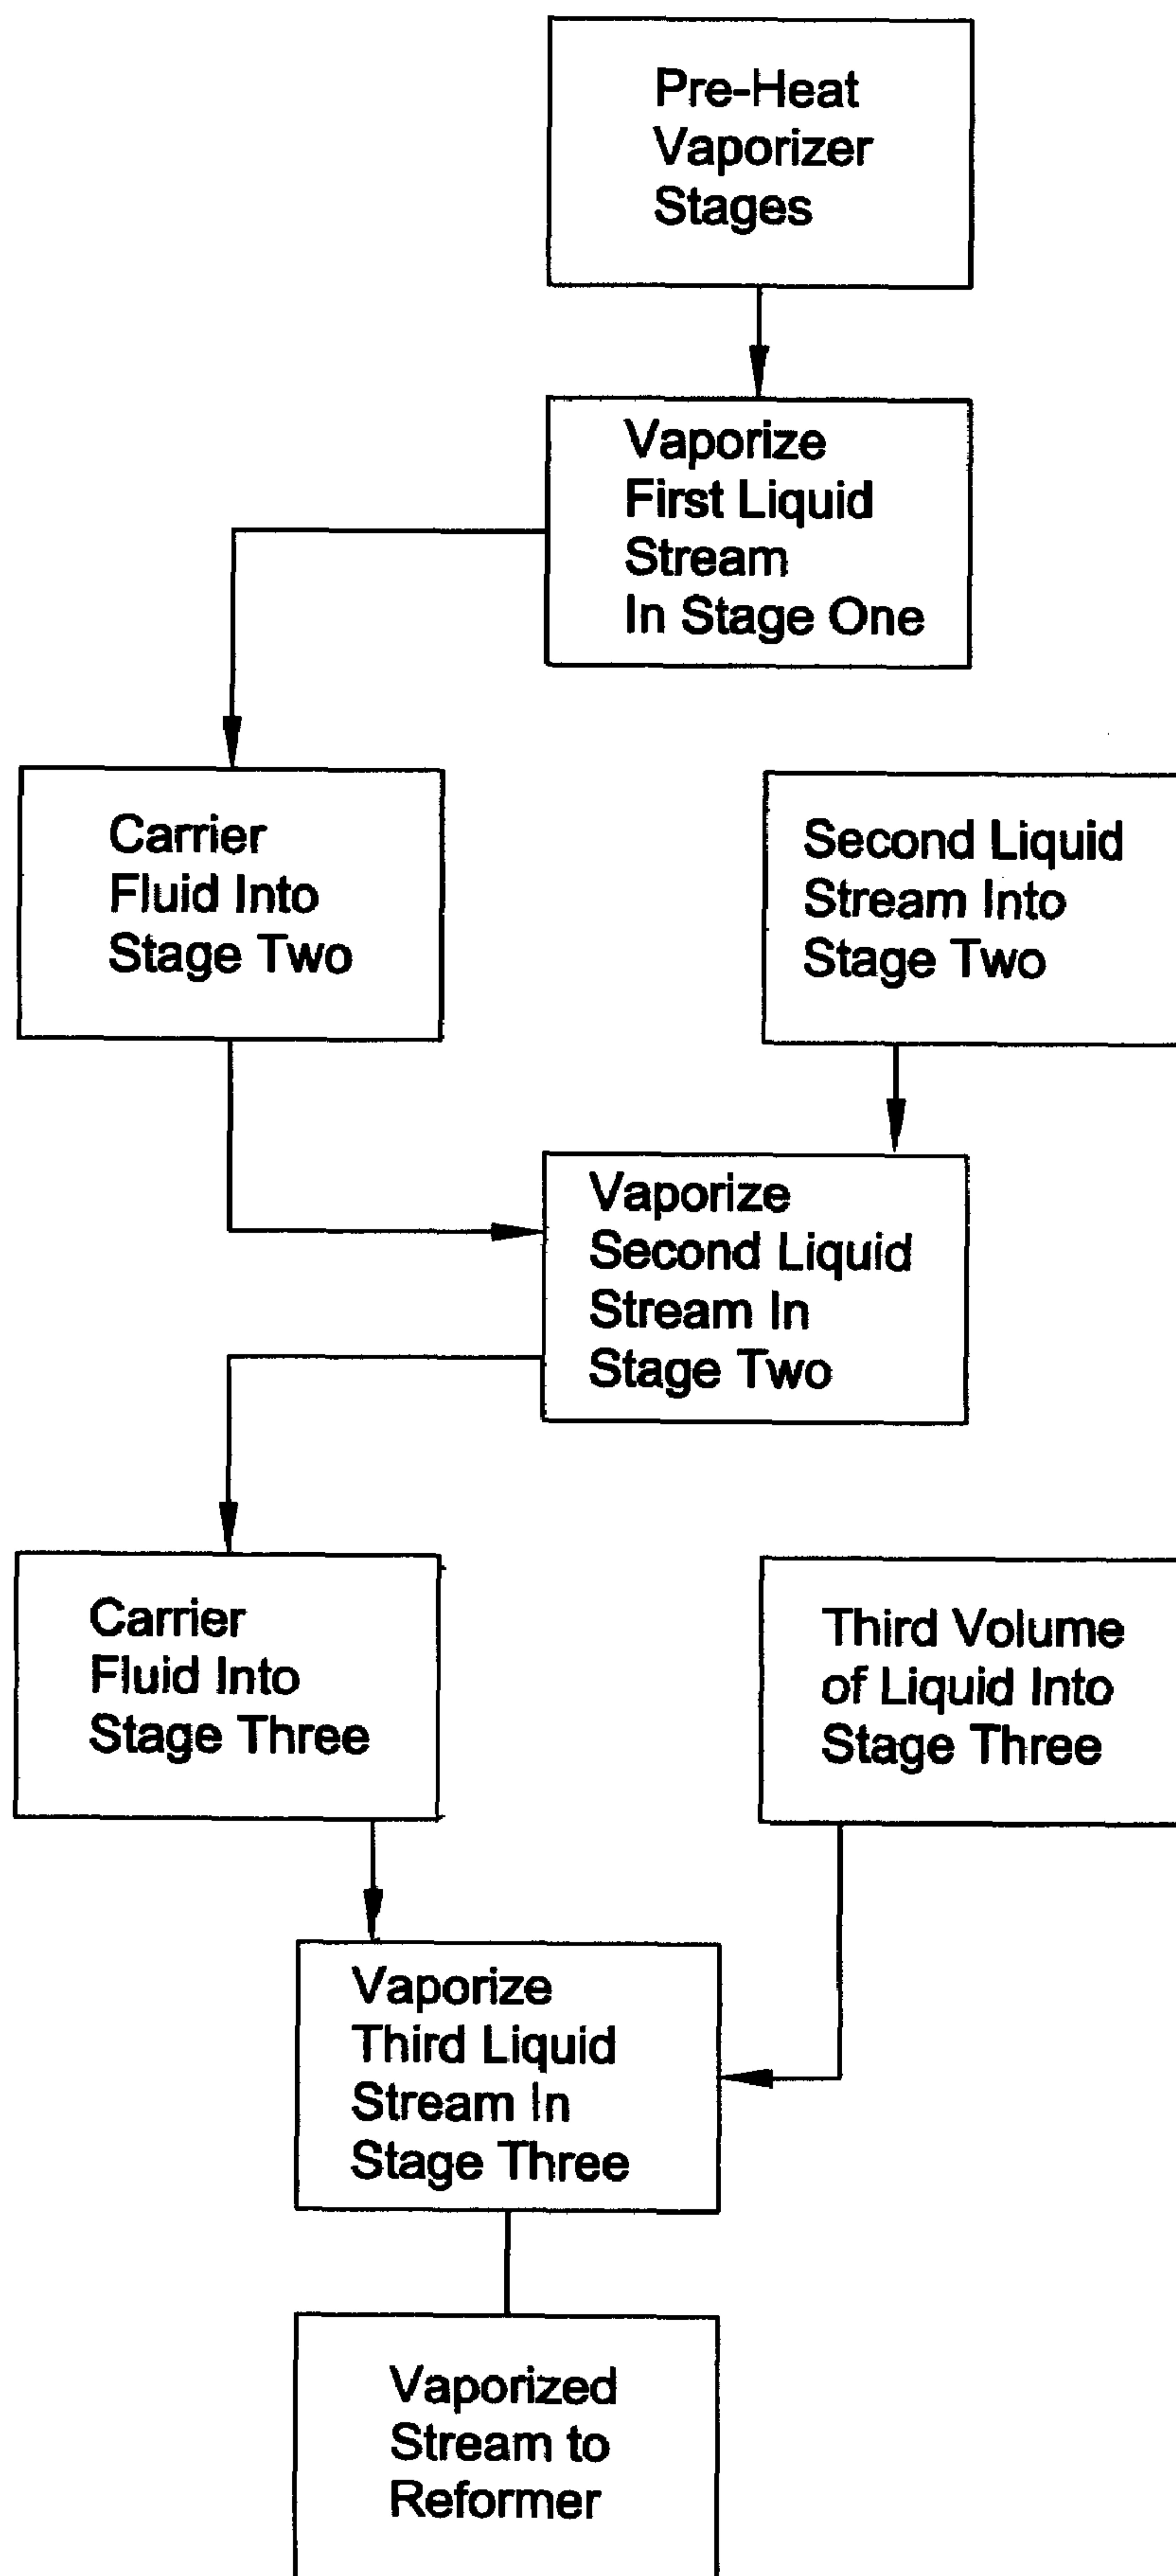 Pre-Heat
Vaporizer
Stages
Vaporize
First Liquid
Stream
In Stage One
Carrier
Fluid Into
Stage Two
Second Liquid
Stream Into
Stage Two
Vaporize
Second Liquid
Stream In
Stage Two
Carrier
Fluid Into
Stage Three
Third Volume
of Liquid Into
Stage Three
Vaporize
Third Liquid
Stream In
Stage Three
Vaporized
Stream to
Reformer